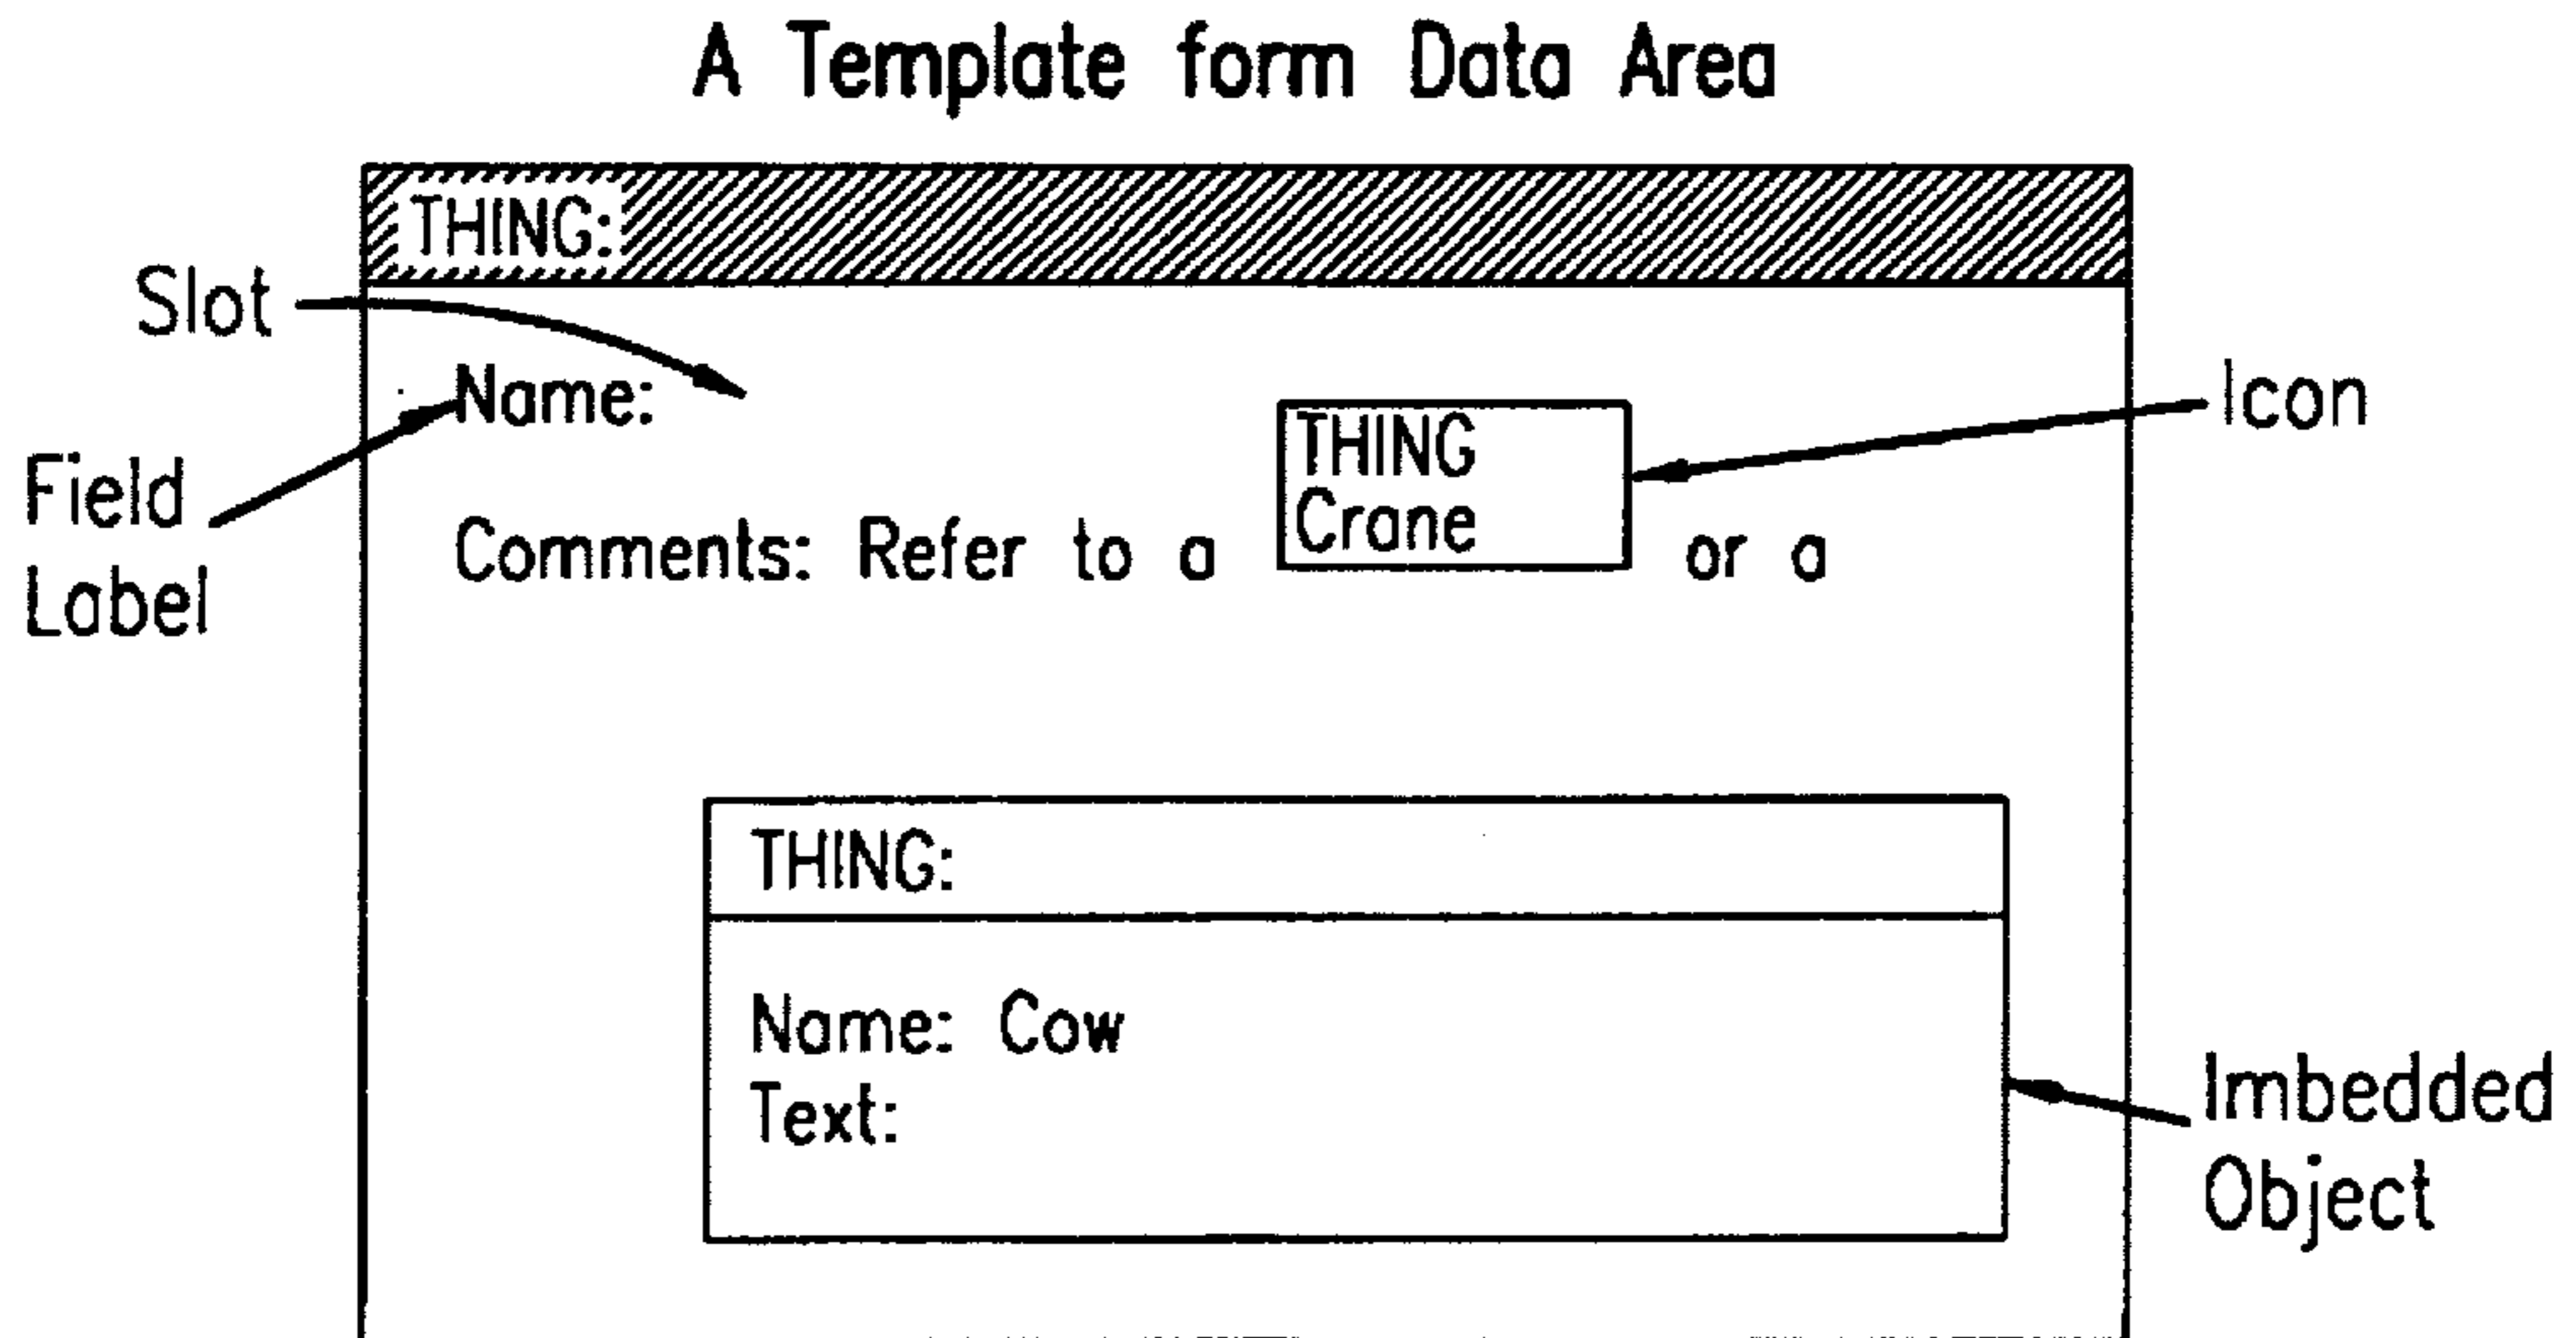 A Template form Data Area
THING:
Slot
Name:
Icon
Field
Label
THING
Crane
Comments: Refer to a or a
THING:
Name: Cow
Text:
Imbedded
Object